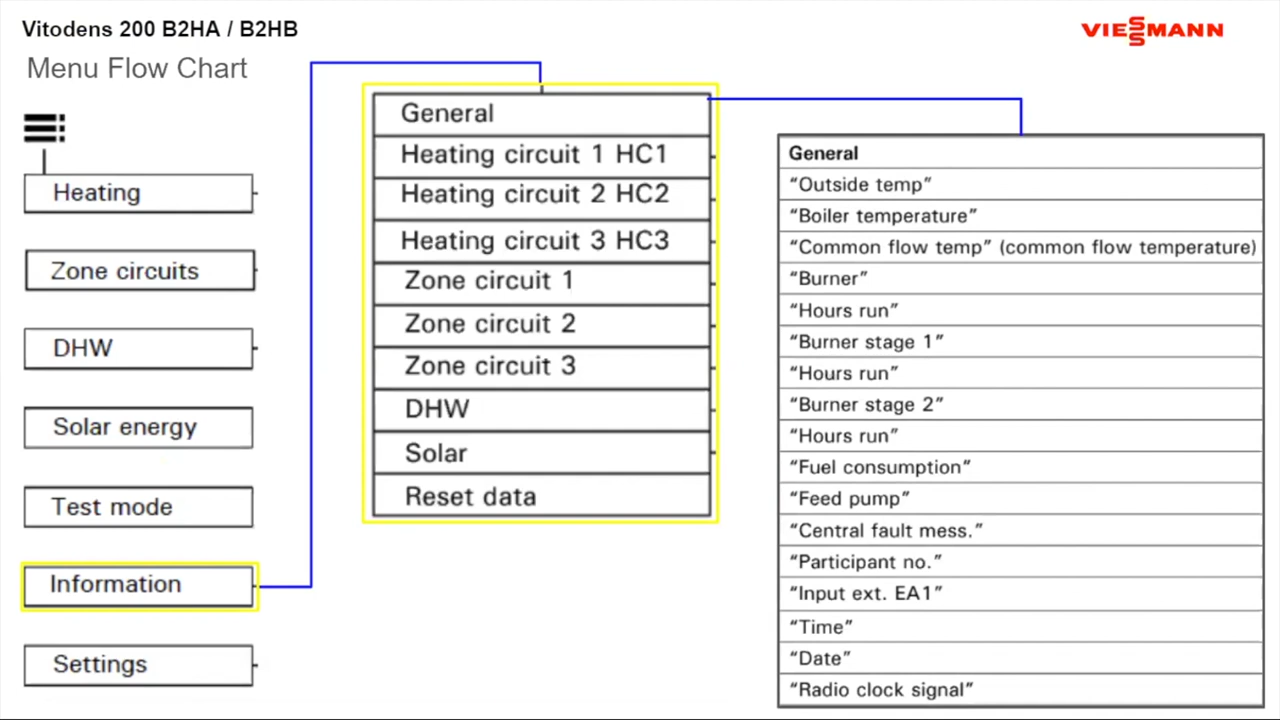 Vitodens 200 B2HA / B2HB
VIESSMANN
Menu Flow Chart
Heating
Zone circuits
DHW
Solar energy
Test mode
Information
Settings
General
Heating circuit 1 HC1
Heating circuit 2 HC2
Heating circuit 3 HC3
Zone circuit 1
Zone circuit 2
Zone circuit 3
DHW
Solar
Reset data
General
“Outside temp”
“Boiler temperature”
“Common flow temp” (common flow temperature)
“Burner”
“Hours run”
“Burner stage 1”
“Hours run”
“Burner stage 2”
“Hours run”
“Fuel consumption”
“Feed pump”
“Central fault mess.”
“Participant no.”
“Input ext. EA1”
“Time”
“Date”
“Radio clock signal”